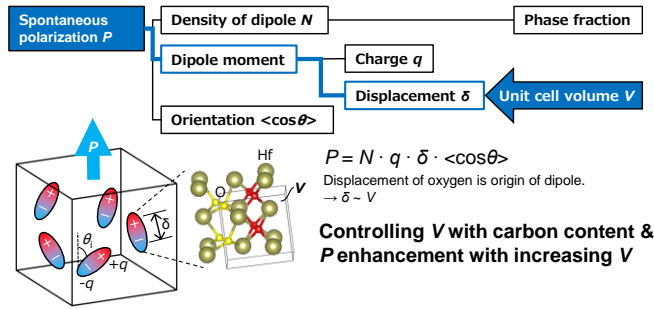 Spontaneous
polarization P
Density of dipole N
Phase fraction
Dipole moment
Charge q
Displacement δ
Unit cell volume V
Orientation <cosθ>
P
Hf
O
V
+
−
+
−
+
−
+
−
δ
θi
+
−
+q
-q
P = N · q · δ · <cosθ>
Displacement of oxygen is origin of dipole.
→ δ ~ V
Controlling V with carbon content &
P enhancement with increasing V